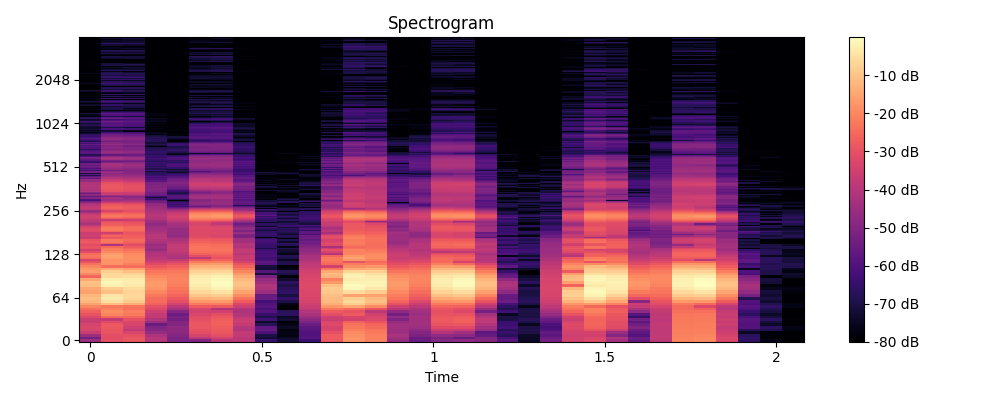 Spectrogram
Hz
2048
1024
512
256
128
64
0
0
0.5
1
1.5
2
Time
-10 dB
-20 dB
-30 dB
-40 dB
-50 dB
-60 dB
-70 dB
-80 dB